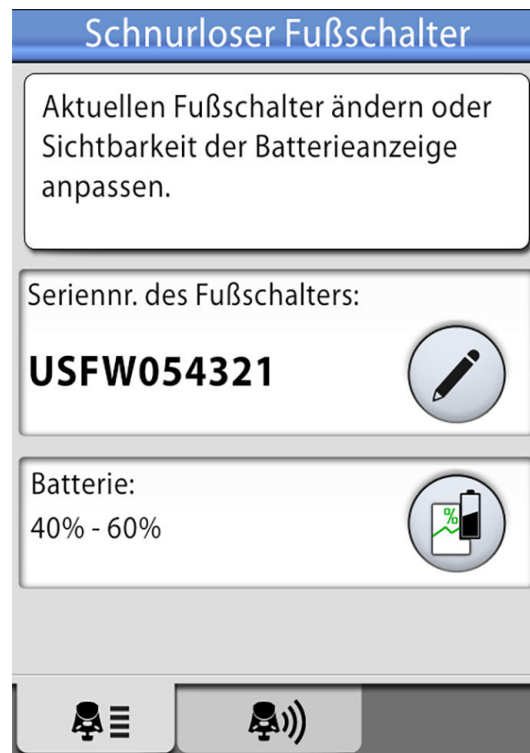 Schnurloser Fußschalter
Aktuellen Fußschalter ändern oder
Sichtbarkeit der Batterieanzeige
anpassen.
Seriennr. des Fußschalters:
USFW054321
Batterie:
40% - 60%
%